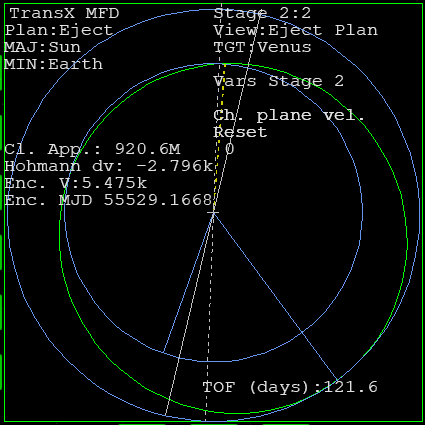 TransX MFD
Stage 2:2
Plan:Eject
View:Eject Plan
MAJ:Sun
TGT:Venus
MIN:Earth
Vars Stage 2
Ch. plane vel.
Reset
Cl. App.: 920.6M
0
Hohmann dv: -2.796k
Enc. V:5.475k
Enc. MJD 55529.1668
TOF (days):121.6